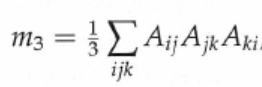 m₃ = ⅓ ∑ᵢⱼₖ AᵢⱼAⱼₖAₖᵢ.